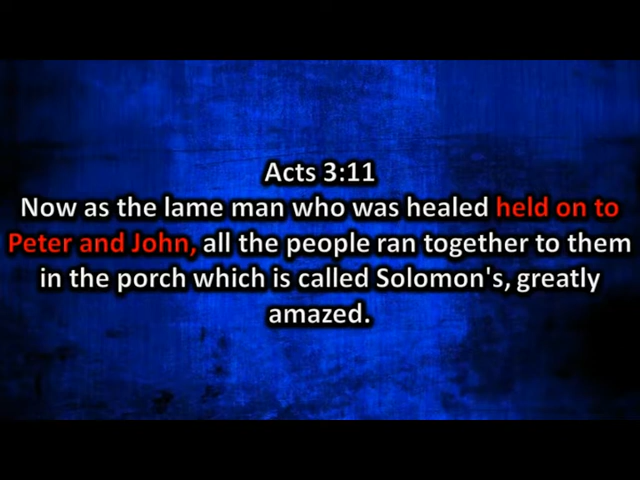 Acts 3:11
Now as the lame man who was healed held on to
Peter and John, all the people ran together to them
in the porch which is called Solomon's, greatly
amazed.